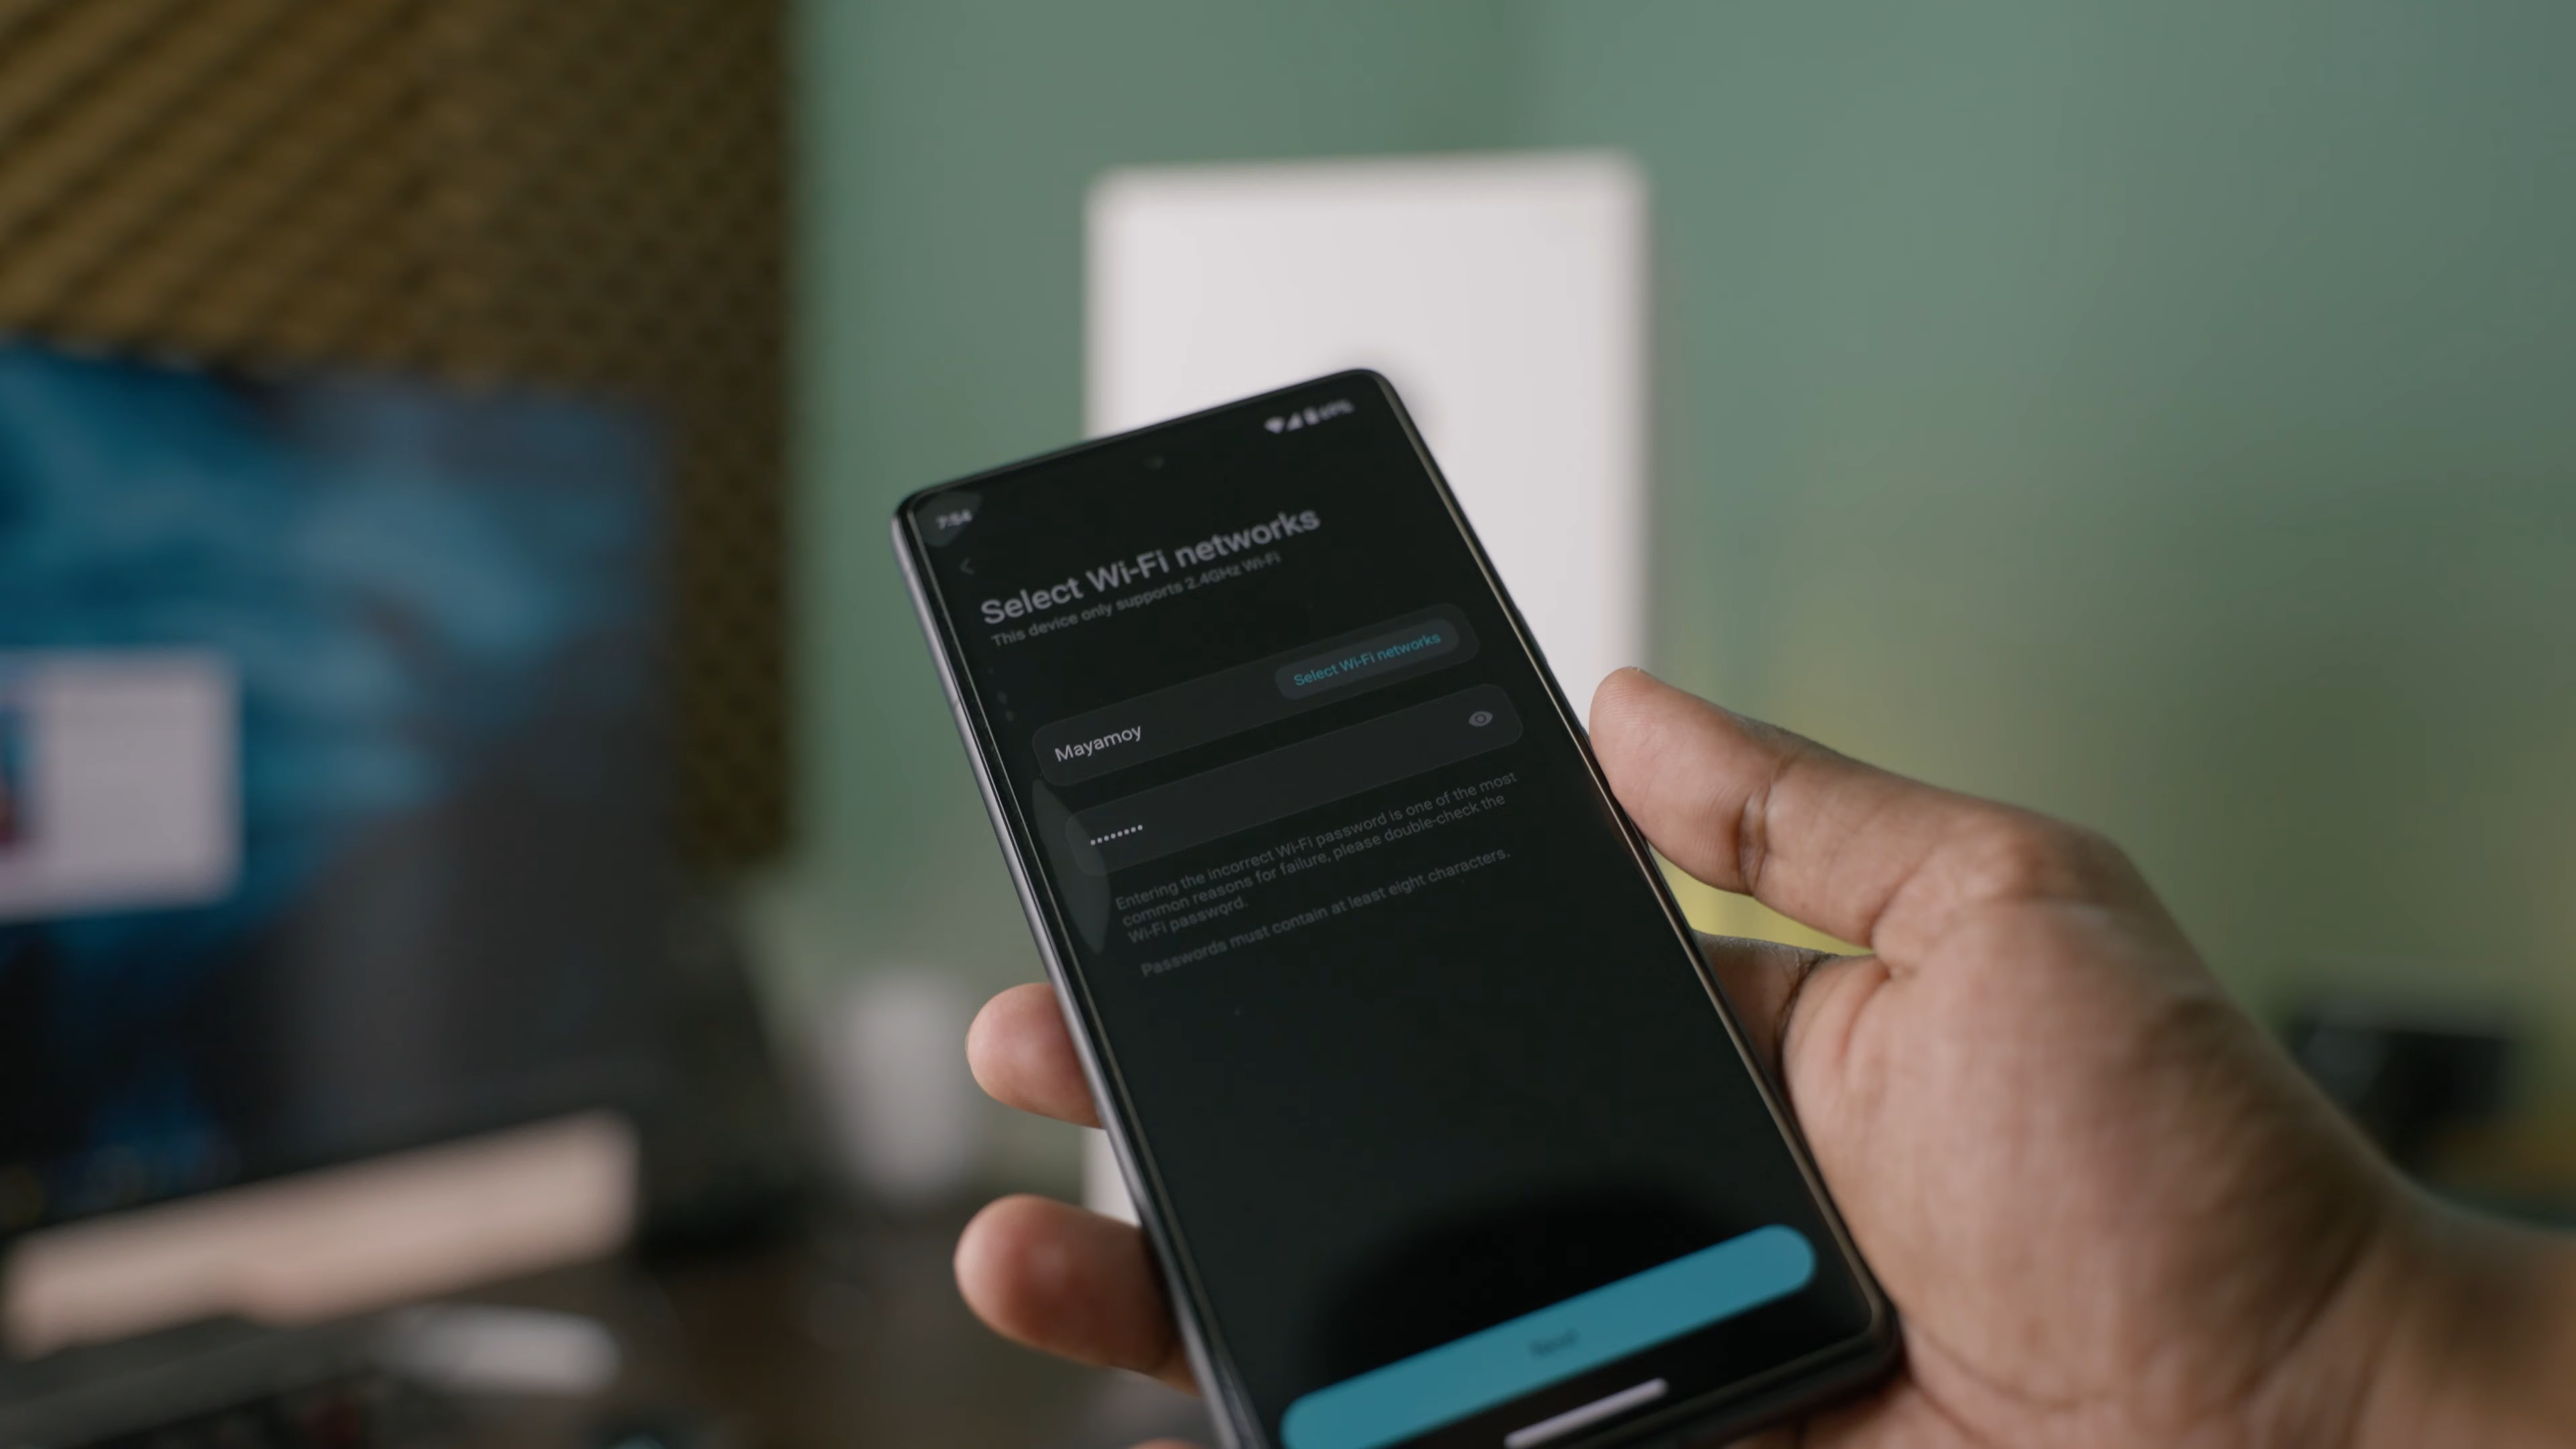 7:54
Select Wi-Fi networks
This device only supports 2.4GHz Wi-Fi
Mayamoy
Select Wi-Fi networks
••••••••
Entering the incorrect Wi-Fi password is one of the most
common reasons for failure, please double-check the
Wi-Fi password.
Passwords must contain at least eight characters.
Next